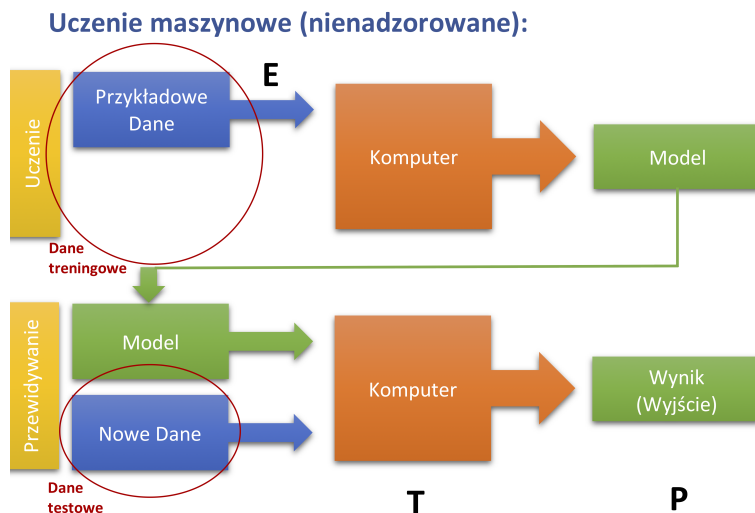 Uczenie maszynowe (nienadzorowane):
E
Przykładowe
Dane
Uczenie
Komputer
Model
Dane
treningowe
Przewidywanie
Model
Komputer
Wynik
(Wyjście)
Nowe Dane
Dane
testowe
T
P